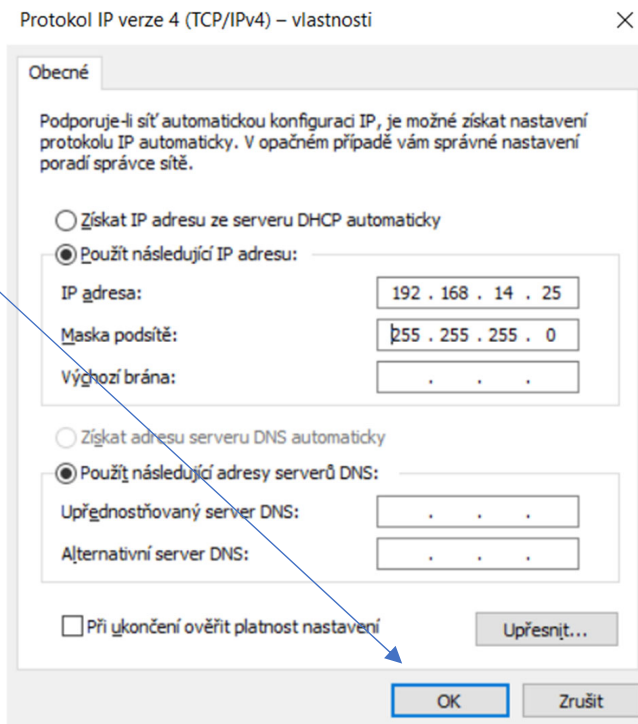 Protokol IP verze 4 (TCP/IPv4) – vlastnosti
Obecné
Podporuje-li síť automatickou konfiguraci IP, je možné získat nastavení
protokolu IP automaticky. V opačném případě vám správné nastavení
poradí správce sítě.
Získat IP adresu ze serveru DHCP automaticky
Použít následující IP adresu:
IP adresa: 192 . 168 . 14 . 25
Maska podsítě: 255 . 255 . 255 . 0
Výchozí brána: . . .
Získat adresu serveru DNS automaticky
Použít následující adresy serverů DNS:
Upřednostňovaný server DNS: . . .
Alternativní server DNS: . . .
Při ukončení ověřit platnost nastavení
Upřesnit...
OK Zrušit